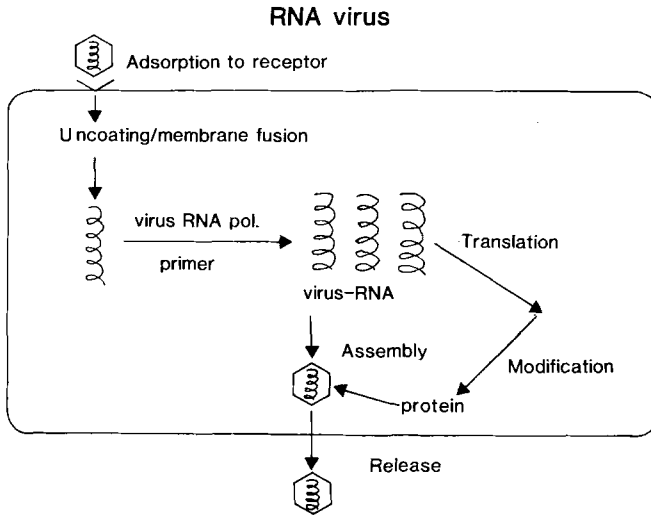 RNA virus
Adsorption to receptor
Uncoating/membrane fusion
virus RNA pol.
primer
Translation
virus-RNA
Assembly
Modification
protein
Release